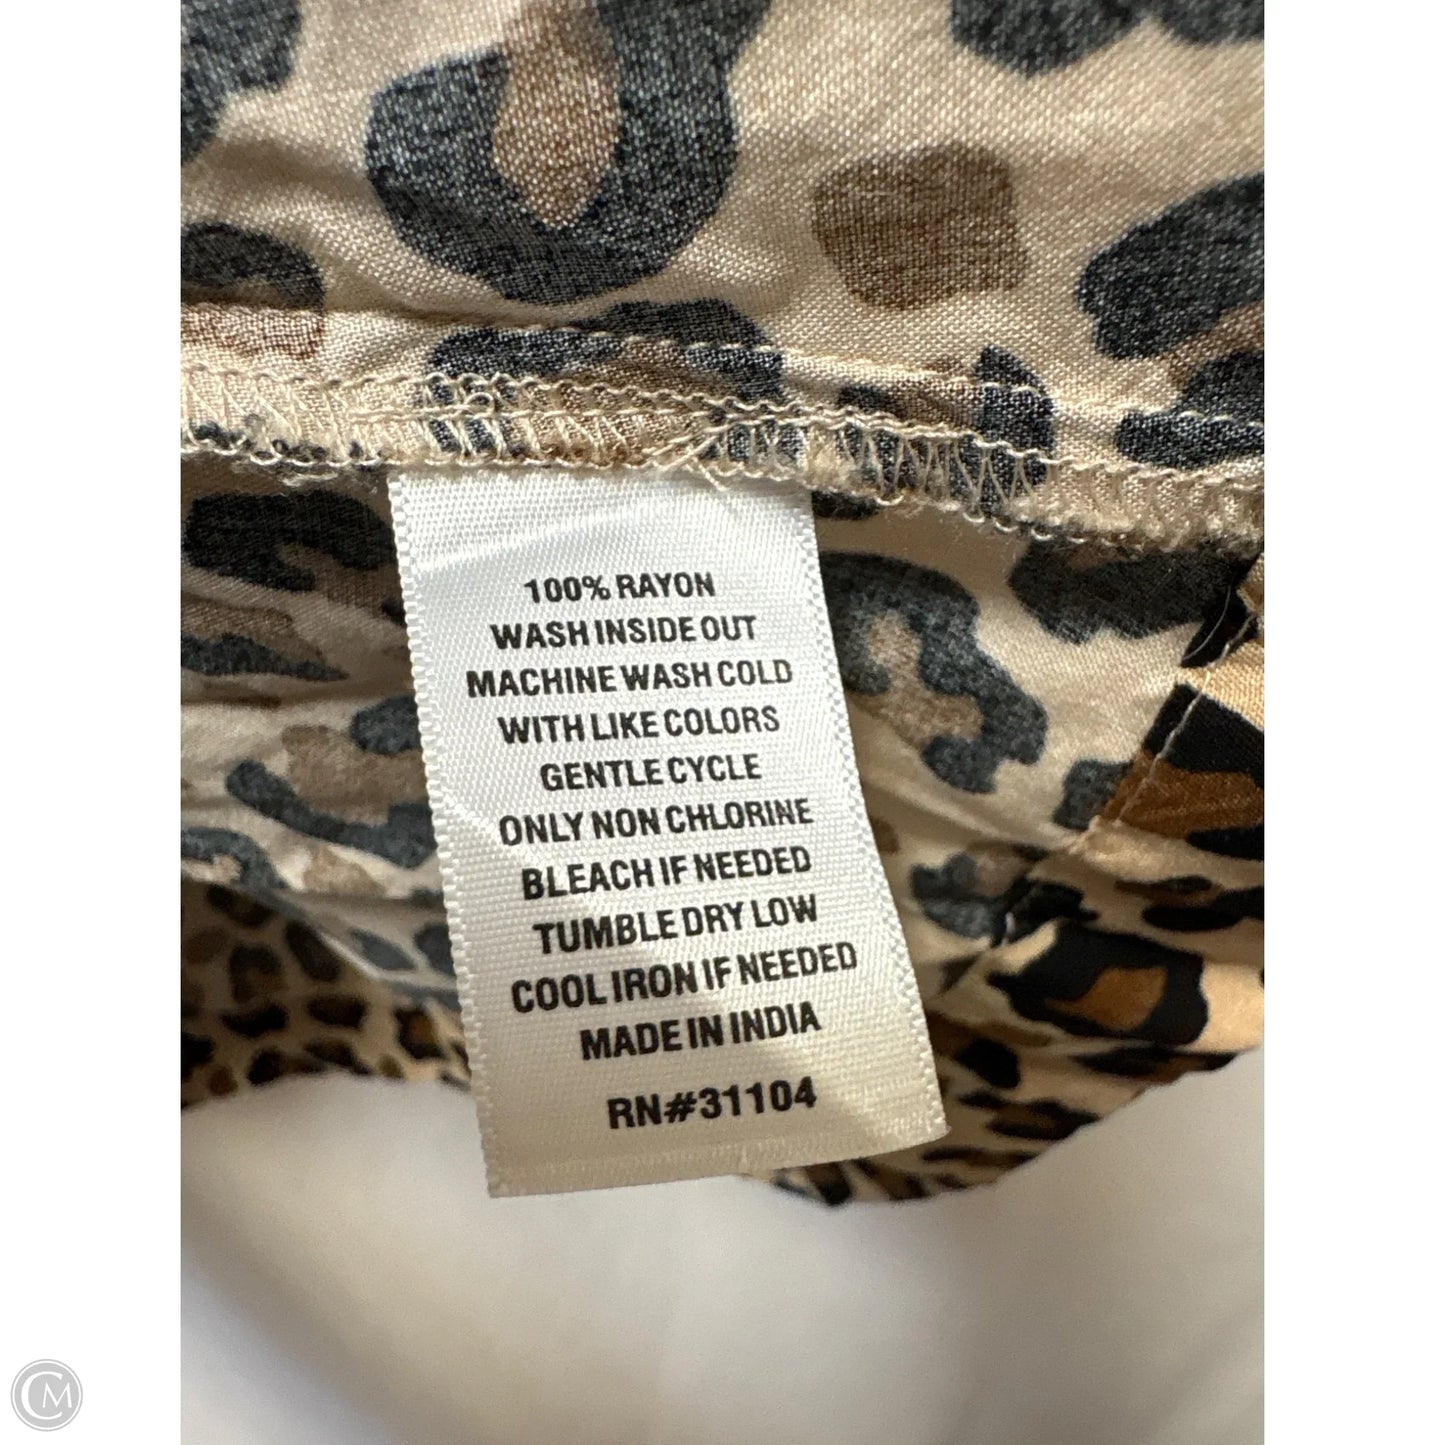 100% RAYON
WASH INSIDE OUT
MACHINE WASH COLD
WITH LIKE COLORS
GENTLE CYCLE
ONLY NON CHLORINE
BLEACH IF NEEDED
TUMBLE DRY LOW
COOL IRON IF NEEDED
MADE IN INDIA
RN#31104
CM